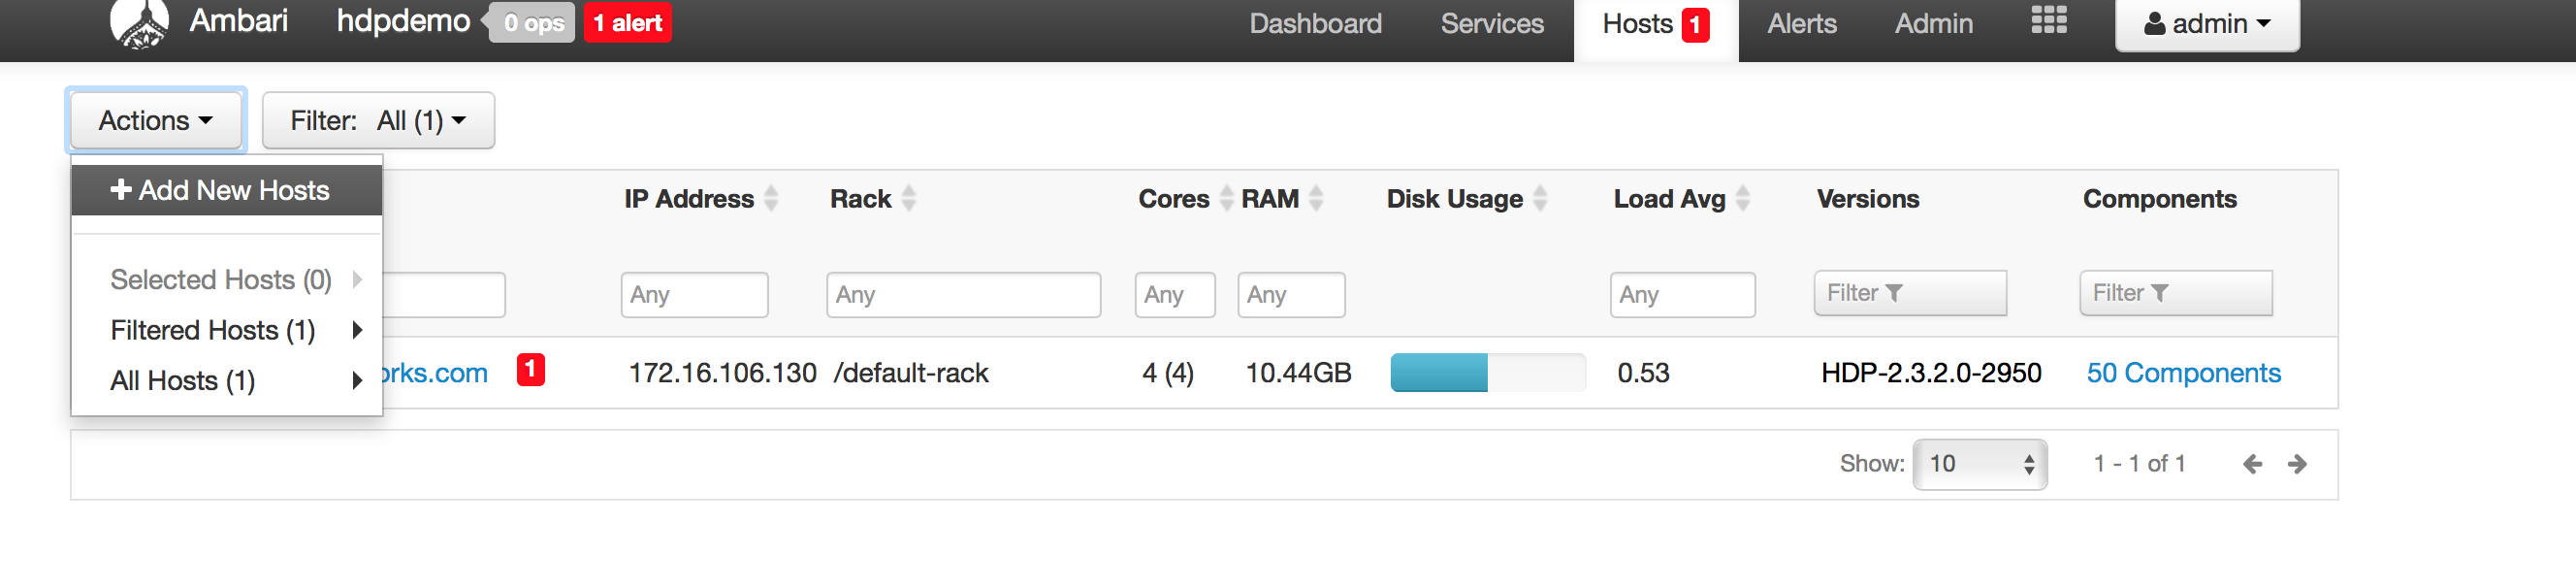 Ambari hdpdemo 0 ops 1 alert Dashboard Services Hosts 1 Alerts Admin admin
Actions Filter: All (1)
Add New Hosts
IP Address Rack Cores RAM Disk Usage Load Avg Versions Components
Selected Hosts (0)
Any Any Any Any Any Filter Filter
Filtered Hosts (1)
All Hosts (1)
orks.com 1 172.16.106.130 /default-rack 4 (4) 10.44GB 0.53 HDP-2.3.2.0-2950 50 Components
Show: 10 1 - 1 of 1